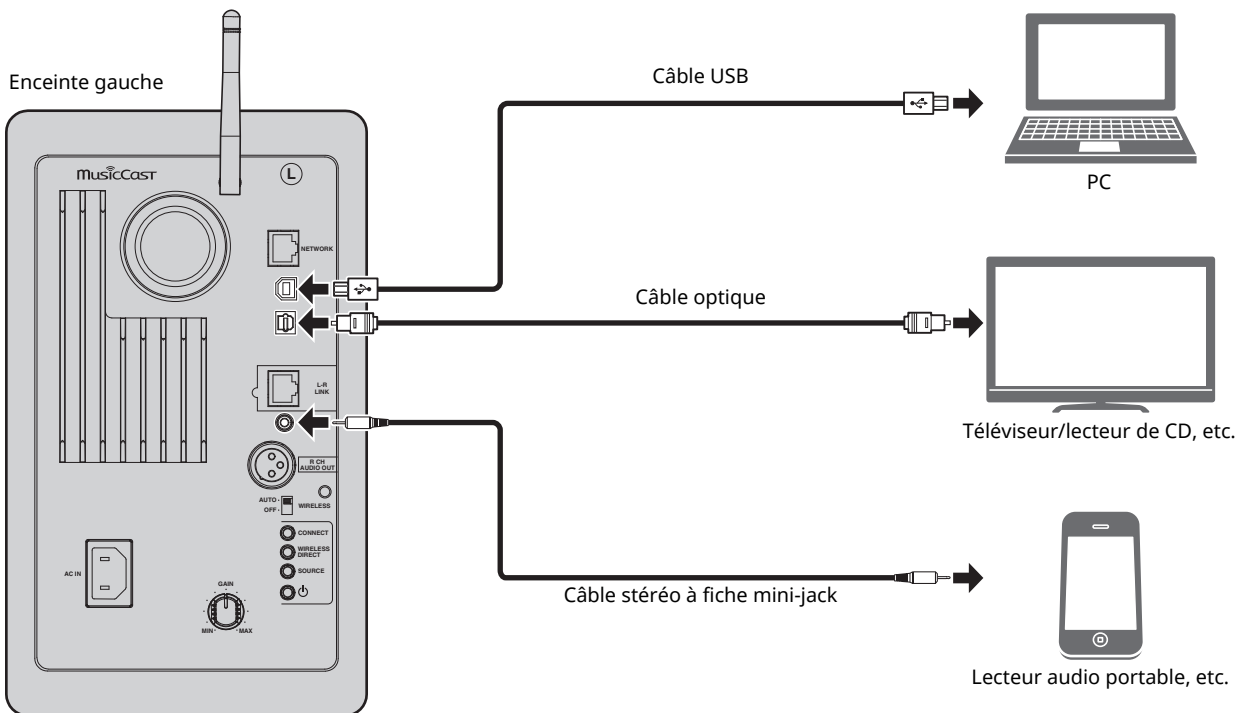 Câble USB
Enceinte gauche
MusicCast
L
PC
NETWORK
Câble optique
L-R
LINK
Téléviseur/lecteur de CD, etc.
R CH
AUDIO OUT
AUTO
OFF
WIRELESS
CONNECT
WIRELESS
DIRECT
SOURCE
AC IN
GAIN
MIN
MAX
Câble stéréo à fiche mini-jack
Lecteur audio portable, etc.